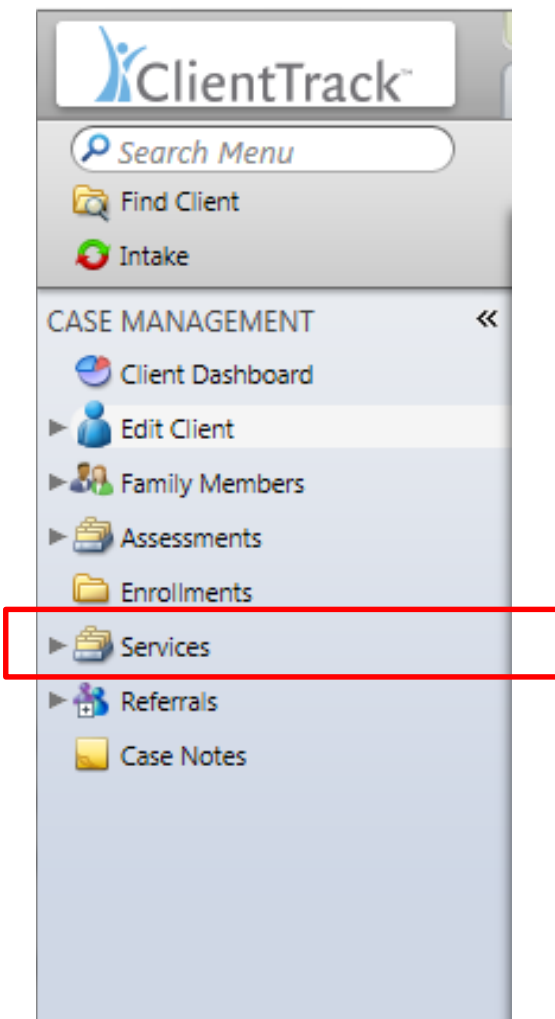 ClientTrack™
Search Menu
Find Client
Intake
CASE MANAGEMENT
Client Dashboard
Edit Client
Family Members
Assessments
Enrollments
Services
Referrals
Case Notes